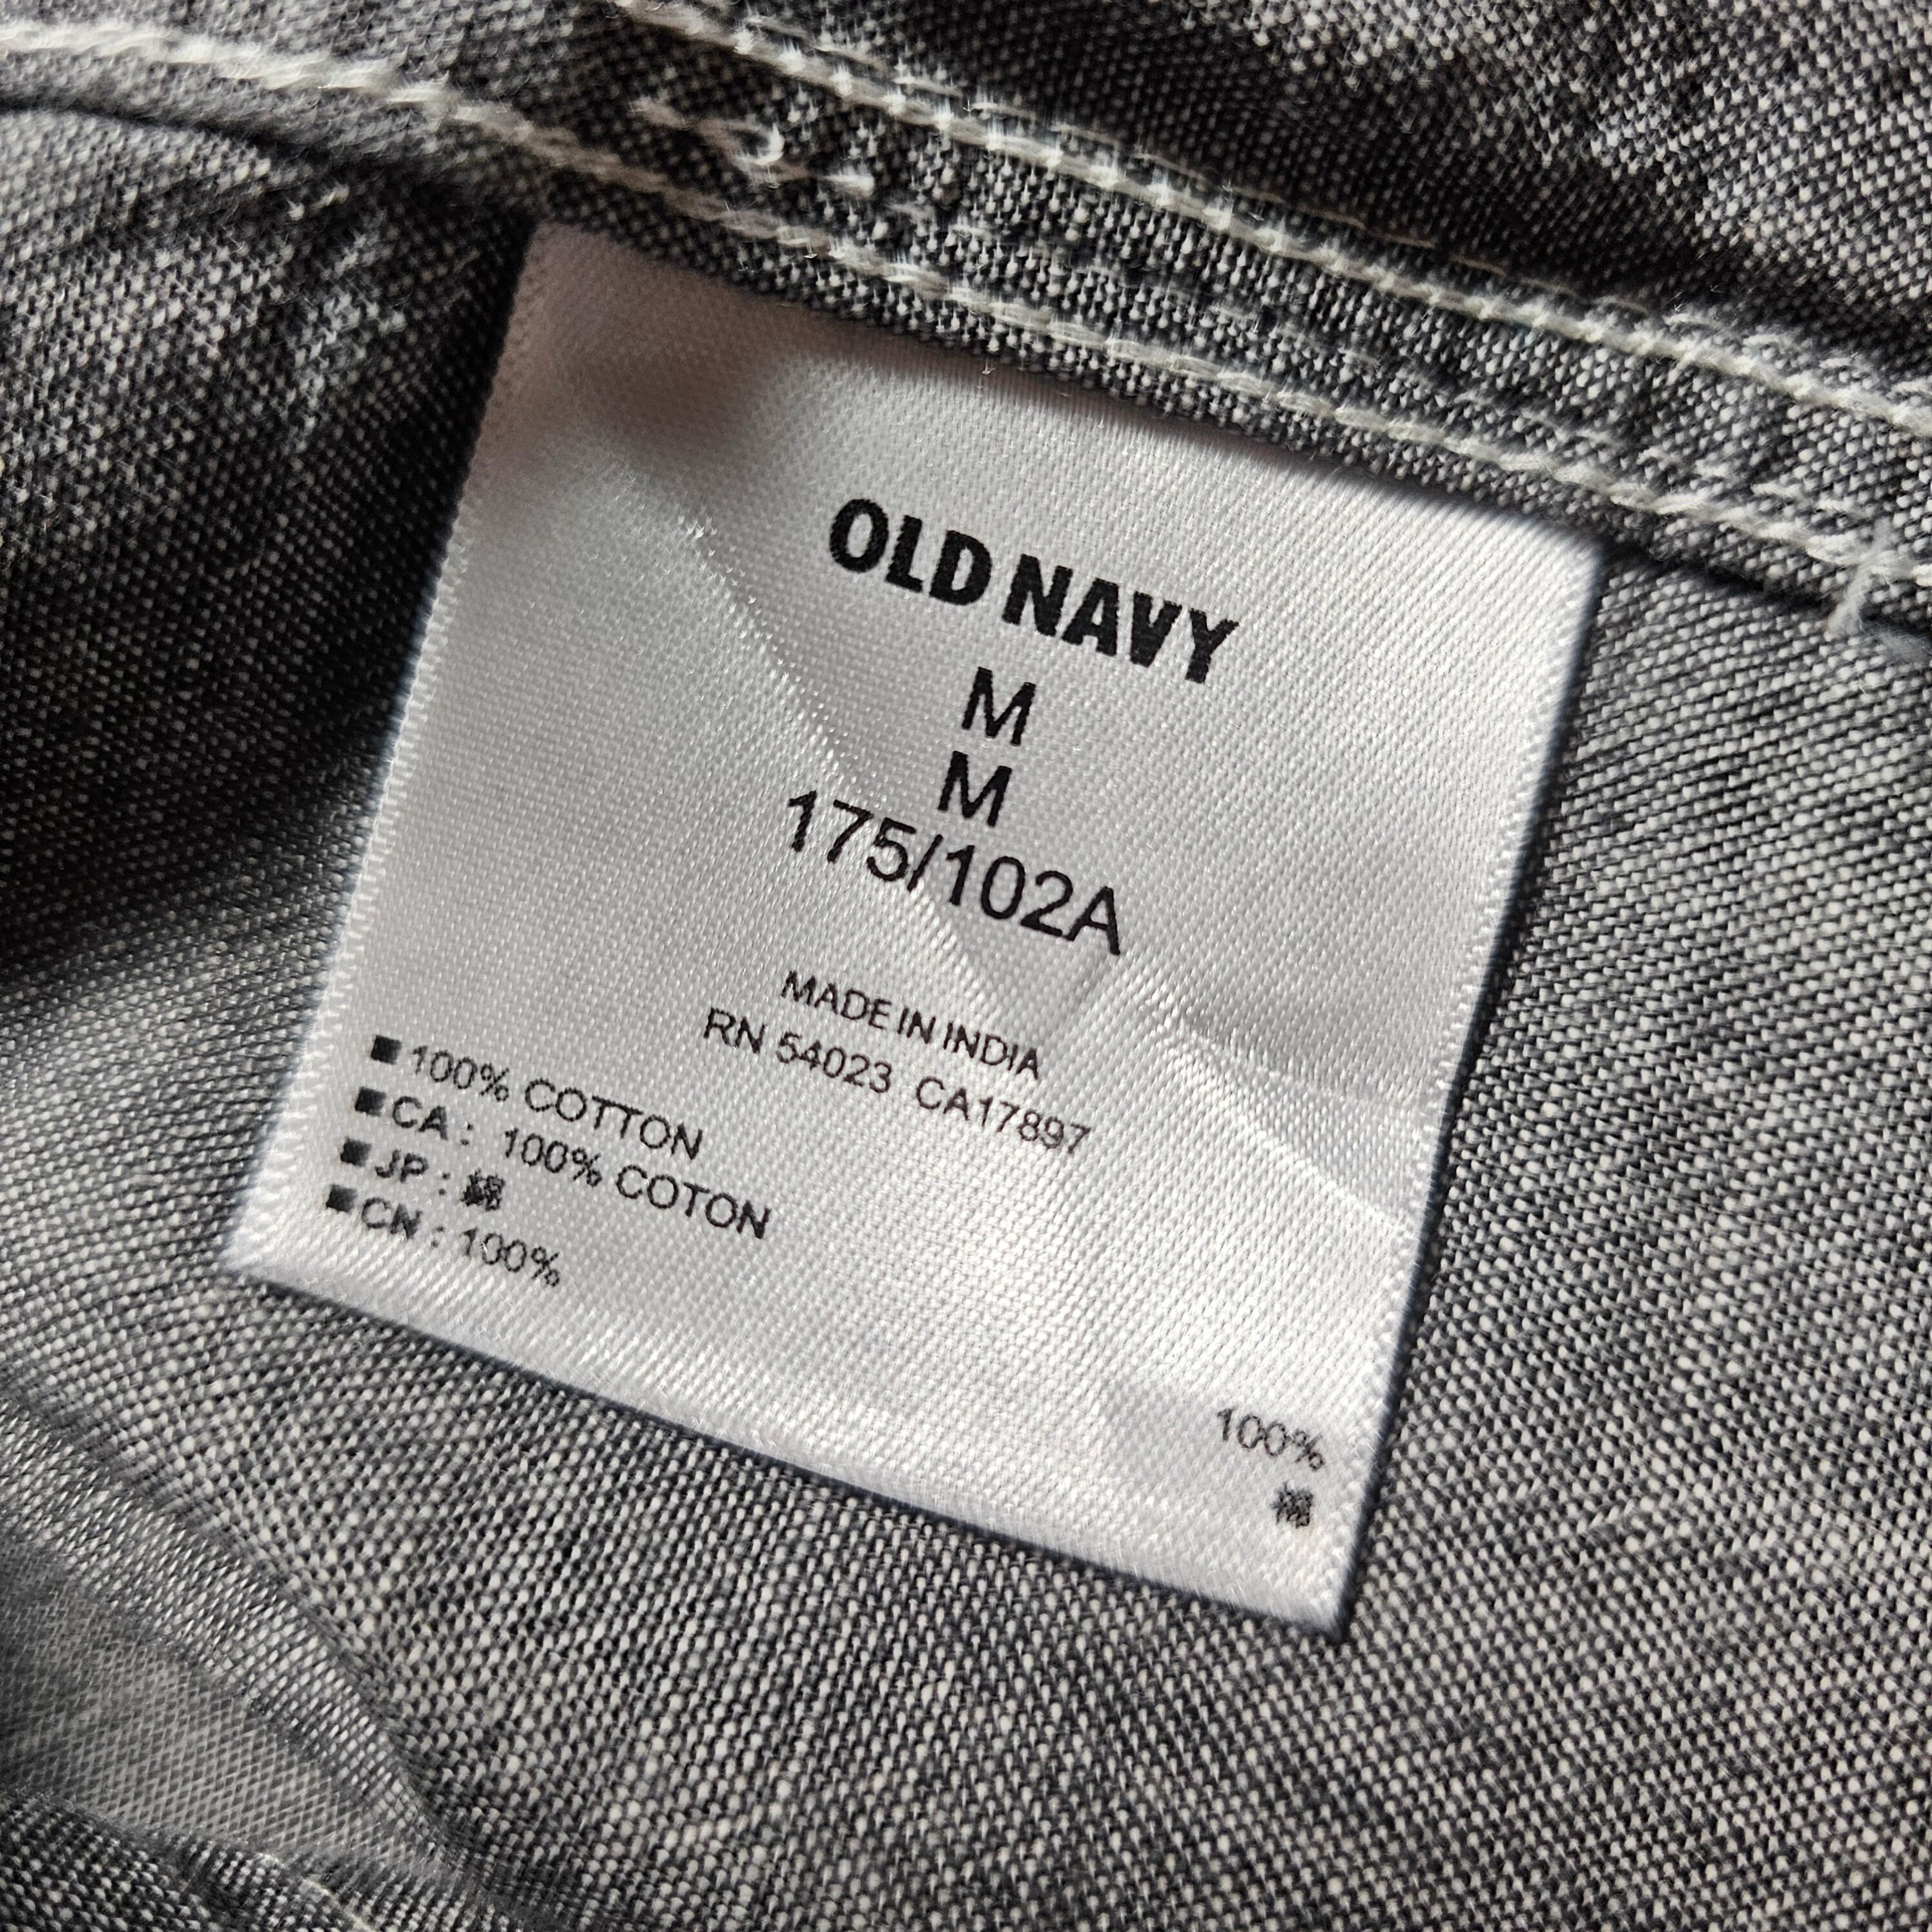 OLD NAVY
M
M
175/102A
MADE IN INDIA
RN 54023 CA17897
■100% COTTON
■CA : 100% COTON
■JP : 綿
■CN : 100%
100%
綿